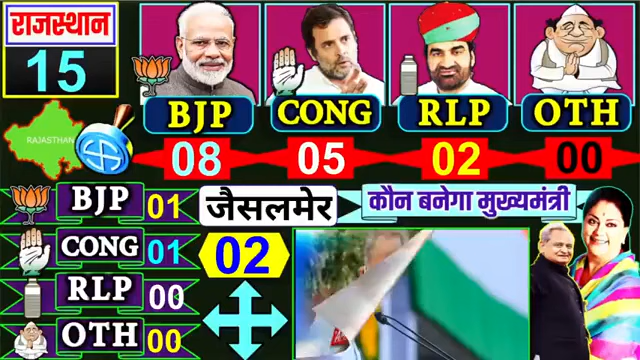 राजस्थान
15
BJP
CONG
RLP
OTH
RAJASTHAN
08
05
02
00
BJP 01
जैसलमेर
कौन बनेगा मुख्यमंत्री
CONG 01
02
RLP 00
OTH 00